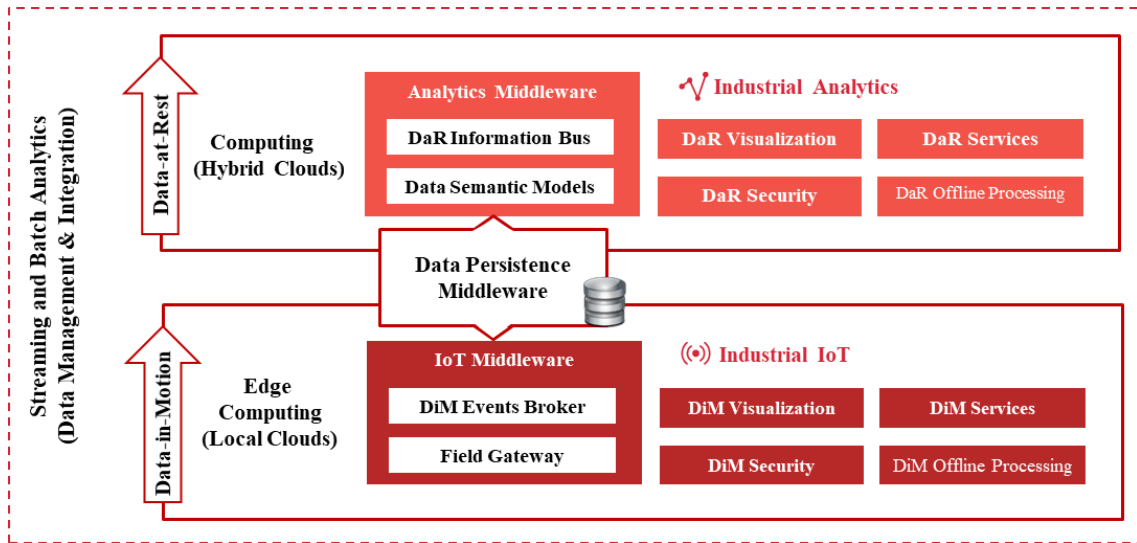 Streaming and Batch Analytics
(Data Management & Integration)
Data-at-Rest
Computing
(Hybrid Clouds)
Analytics Middleware
DaR Information Bus
Data Semantic Models
Industrial Analytics
DaR Visualization
DaR Services
DaR Security
DaR Offline Processing
Data Persistence
Middleware
Data-in-Motion
Edge
Computing
(Local Clouds)
IoT Middleware
DiM Events Broker
Field Gateway
Industrial IoT
DiM Visualization
DiM Services
DiM Security
DiM Offline Processing